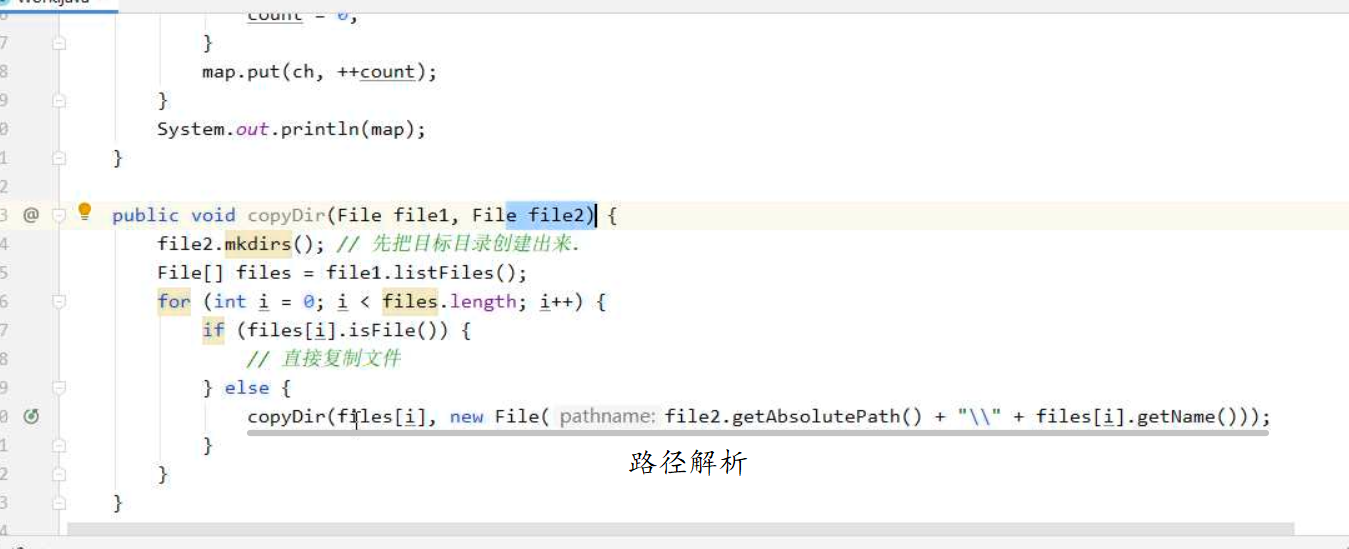 count = 0;
7 }
8 map.put(ch, ++count);
9 }
0 System.out.println(map);
1 }
2
3 @ public void copyDir(File file1, File file2) {
4 file2.mkdirs(); // 先把目标目录创建出来.
5 File[] files = file1.listFiles();
6 for (int i = 0; i < files.length; i++) {
7 if (files[i].isFile()) {
8 // 直接复制文件
9 } else {
0 copyDir(files[i], new File( pathname: file2.getAbsolutePath() + "\\" + files[i].getName()));
1 }
路径解析
2 }
3 }
4